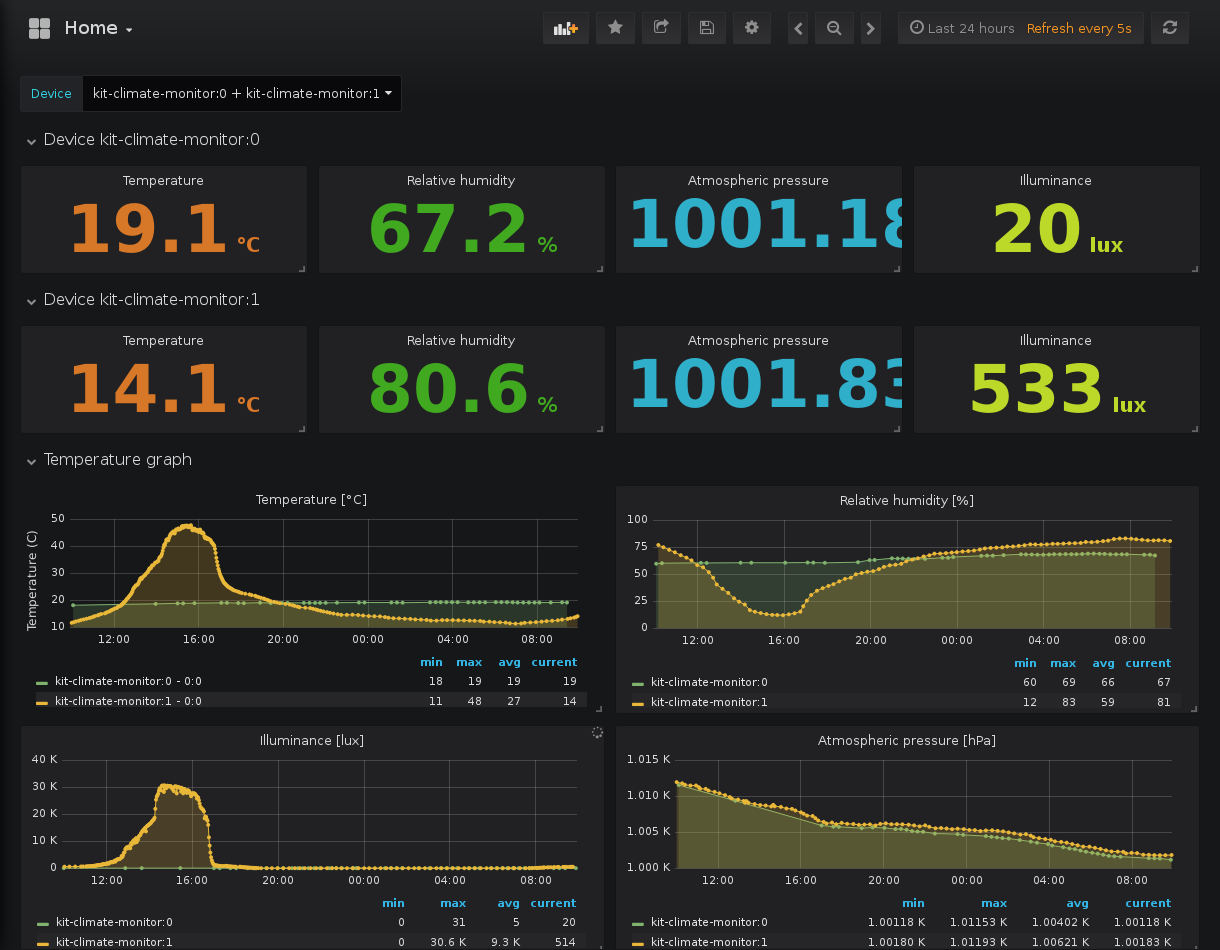 Home
Last 24 hours Refresh every 5s
Device kit-climate-monitor:0 + kit-climate-monitor:1
Device kit-climate-monitor:0
Temperature Relative humidity Atmospheric pressure Illuminance
19.1 °C 67.2 % 1001.18 20 lux
Device kit-climate-monitor:1
Temperature Relative humidity Atmospheric pressure Illuminance
14.1 °C 80.6 % 1001.83 533 lux
Temperature graph
Temperature [°C]
Temperature (C)
50
40
30
20
10
12:00 16:00 20:00 00:00 04:00 08:00
min max avg current
kit-climate-monitor:0 - 0:0 18 19 19 19
kit-climate-monitor:1 - 0:0 11 48 27 14
Relative humidity [%]
100
75
50
25
0
12:00 16:00 20:00 00:00 04:00 08:00
min max avg current
kit-climate-monitor:0 60 69 66 67
kit-climate-monitor:1 12 83 59 81
Illuminance [lux]
40 K
30 K
20 K
10 K
0
12:00 16:00 20:00 00:00 04:00 08:00
min max avg current
kit-climate-monitor:0 0 31 5 20
kit-climate-monitor:1 0 30.6 K 9.3 K 514
Atmospheric pressure [hPa]
1.015 K
1.010 K
1.005 K
1.000 K
12:00 16:00 20:00 00:00 04:00 08:00
min max avg current
kit-climate-monitor:0 1.00118 K 1.01153 K 1.00402 K 1.00118 K
kit-climate-monitor:1 1.00180 K 1.01193 K 1.00621 K 1.00183 K